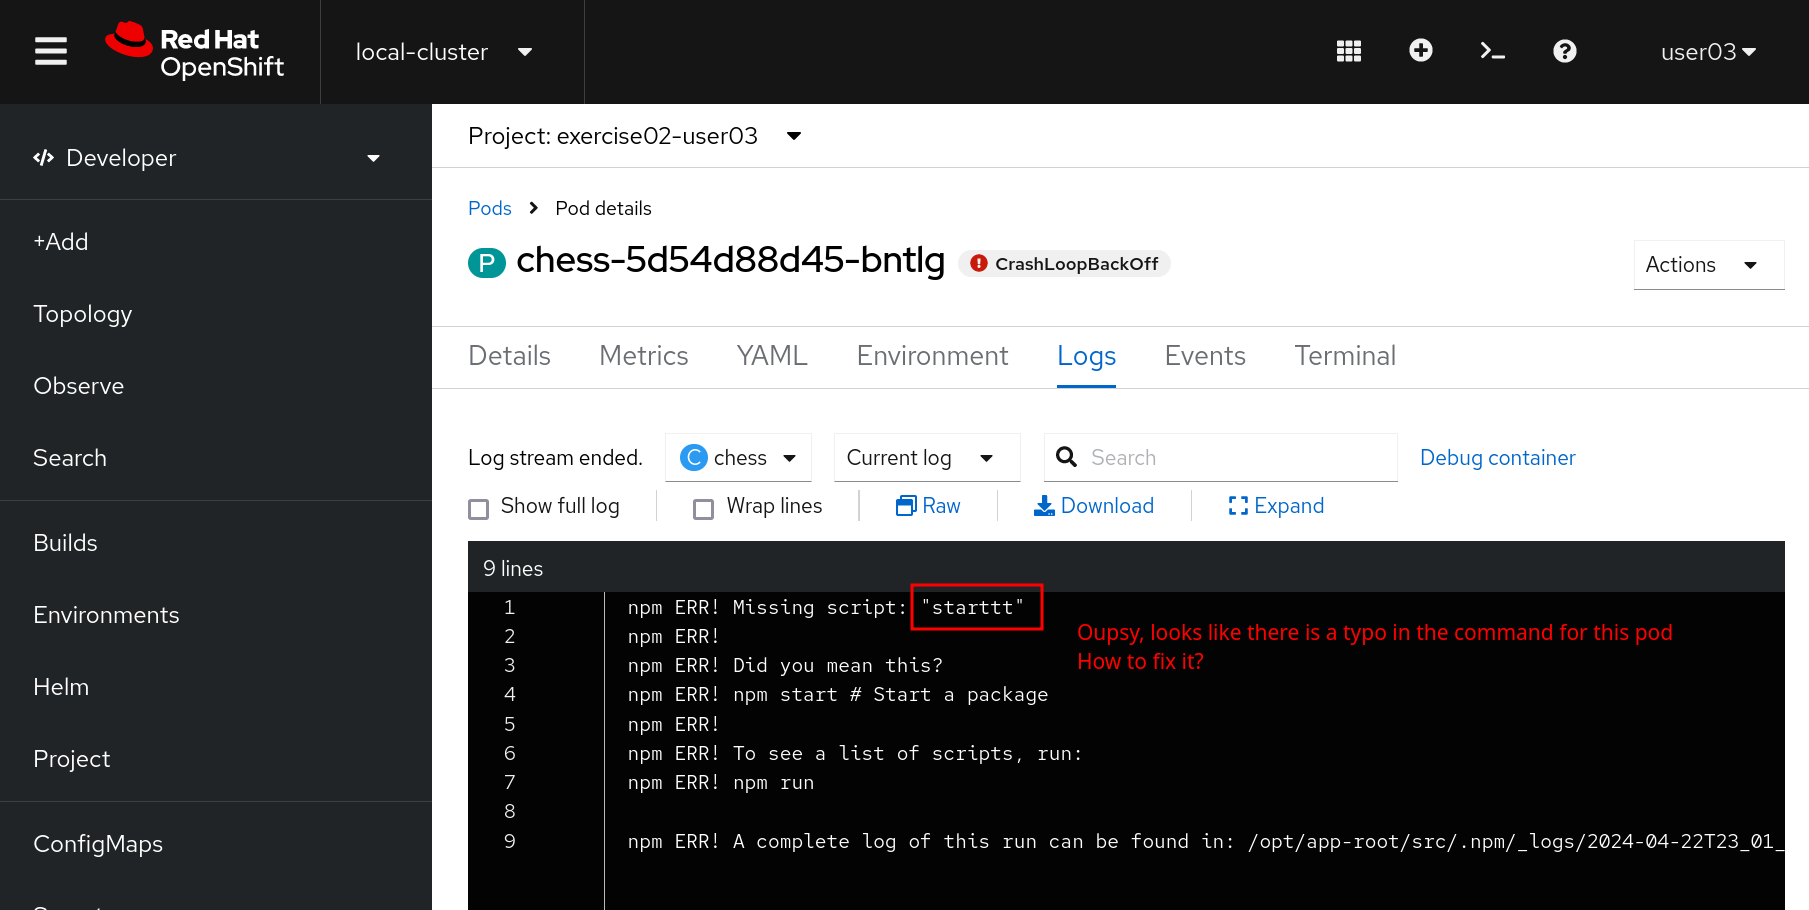 Red Hat
OpenShift
local-cluster
user03
Developer
+Add
Topology
Observe
Search
Builds
Environments
Helm
Project
ConfigMaps
Project: exercise02-user03
Pods
Pod details
P chess-5d54d88d45-bntlg
CrashLoopBackOff
Actions
Details Metrics YAML Environment Logs Events Terminal
Log stream ended.
C chess
Current log
Search
Debug container
Show full log
Wrap lines
Raw
Download
Expand
9 lines
1 npm ERR! Missing script: "starttt"
2 npm ERR!
3 npm ERR! Did you mean this?
4 npm ERR! npm start # Start a package
5 npm ERR!
6 npm ERR! To see a list of scripts, run:
7 npm ERR! npm run
8
9 npm ERR! A complete log of this run can be found in: /opt/app-root/src/.npm/_logs/2024-04-22T23_01_
Oupsy, looks like there is a typo in the command for this pod
How to fix it?